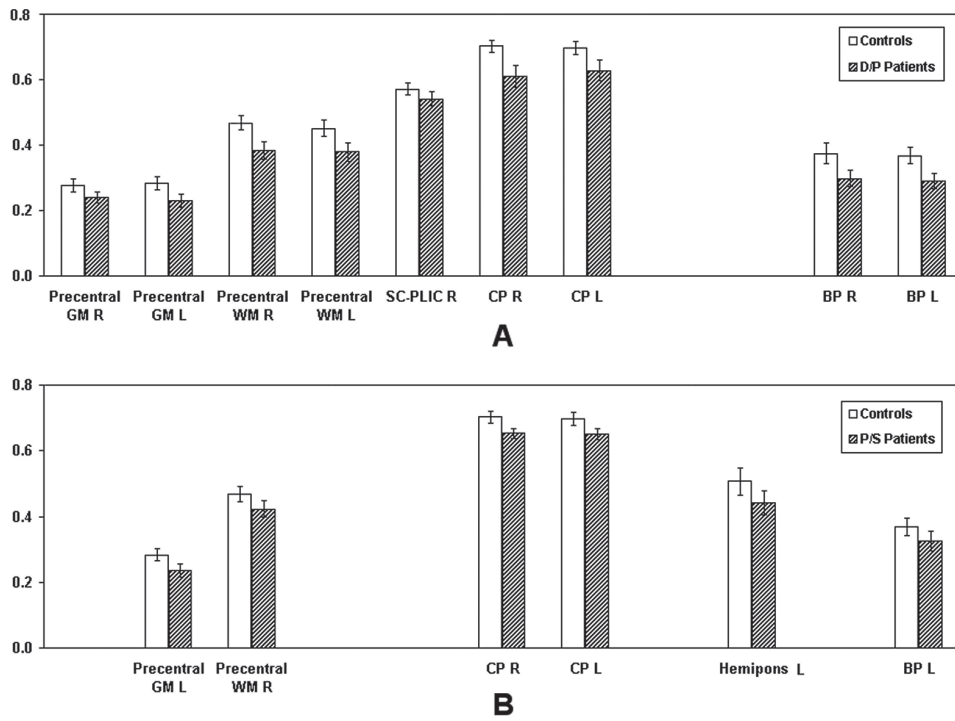 0.8
0.6
0.4
0.2
0.0
Controls
D/P Patients
Precentral GM R
Precentral GM L
Precentral WM R
Precentral WM L
SC-PLIC R
CP R
CP L
BP R
BP L
A
0.8
0.6
0.4
0.2
0.0
Controls
P/S Patients
Precentral GM L
Precentral WM R
CP R
CP L
Hemipons L
BP L
B